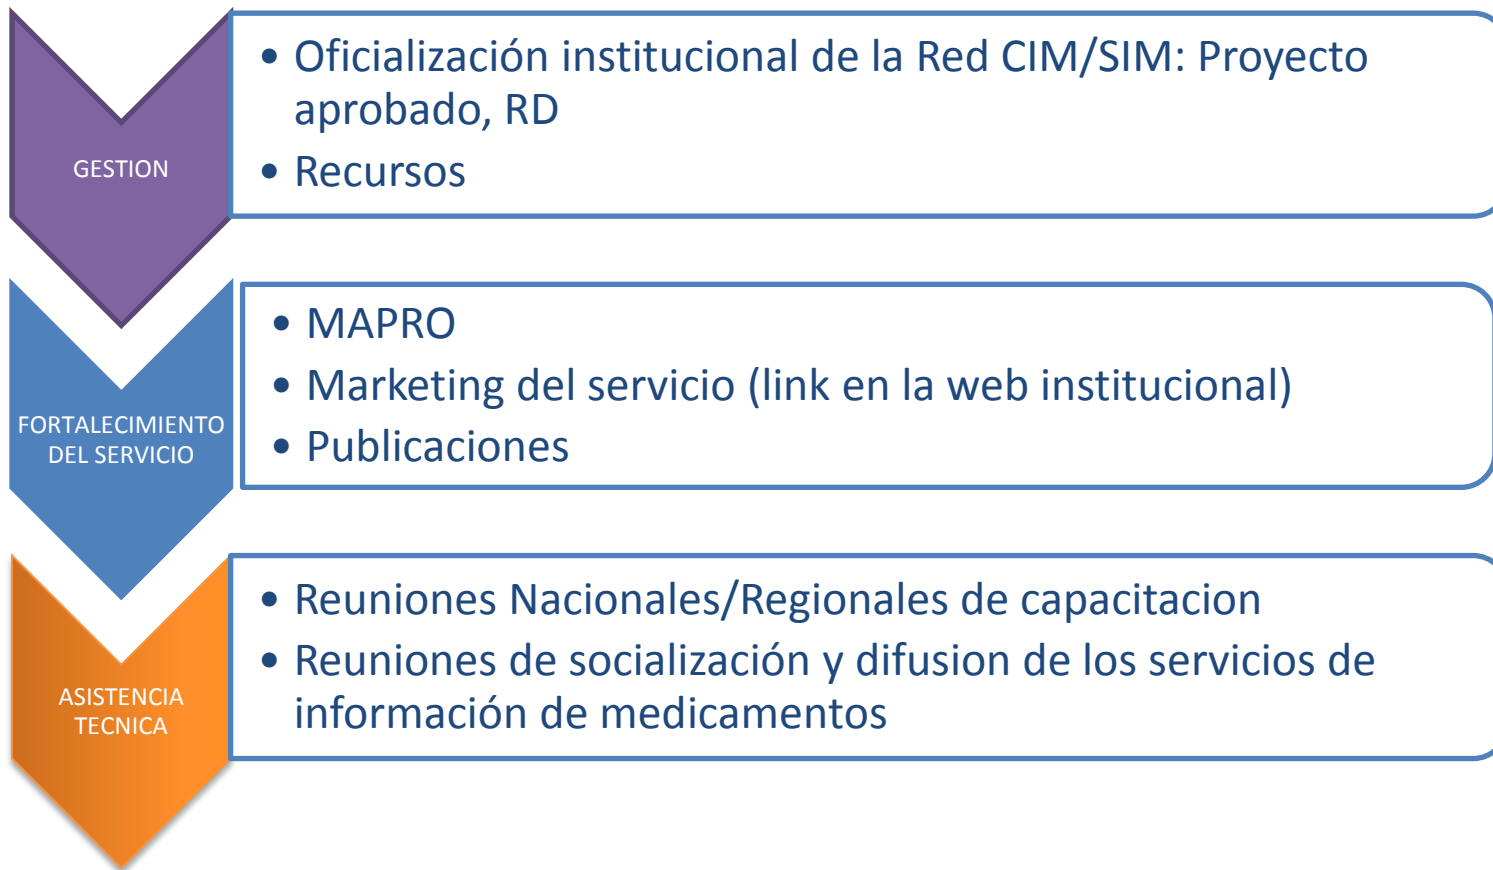 GESTION
• Oficialización institucional de la Red CIM/SIM: Proyecto
aprobado, RD
• Recursos
FORTALECIMIENTO
DEL SERVICIO
• MAPRO
• Marketing del servicio (link en la web institucional)
• Publicaciones
ASISTENCIA
TECNICA
• Reuniones Nacionales/Regionales de capacitacion
• Reuniones de socialización y difusion de los servicios de
información de medicamentos